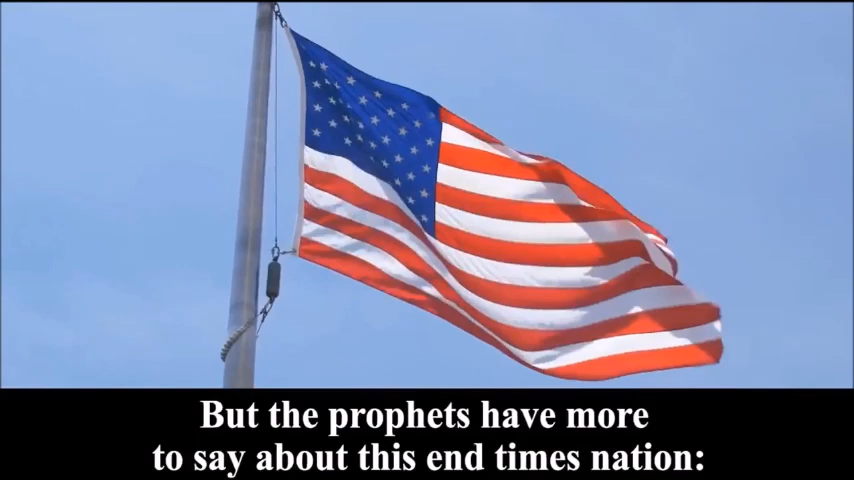 But the prophets have more
to say about this end times nation: